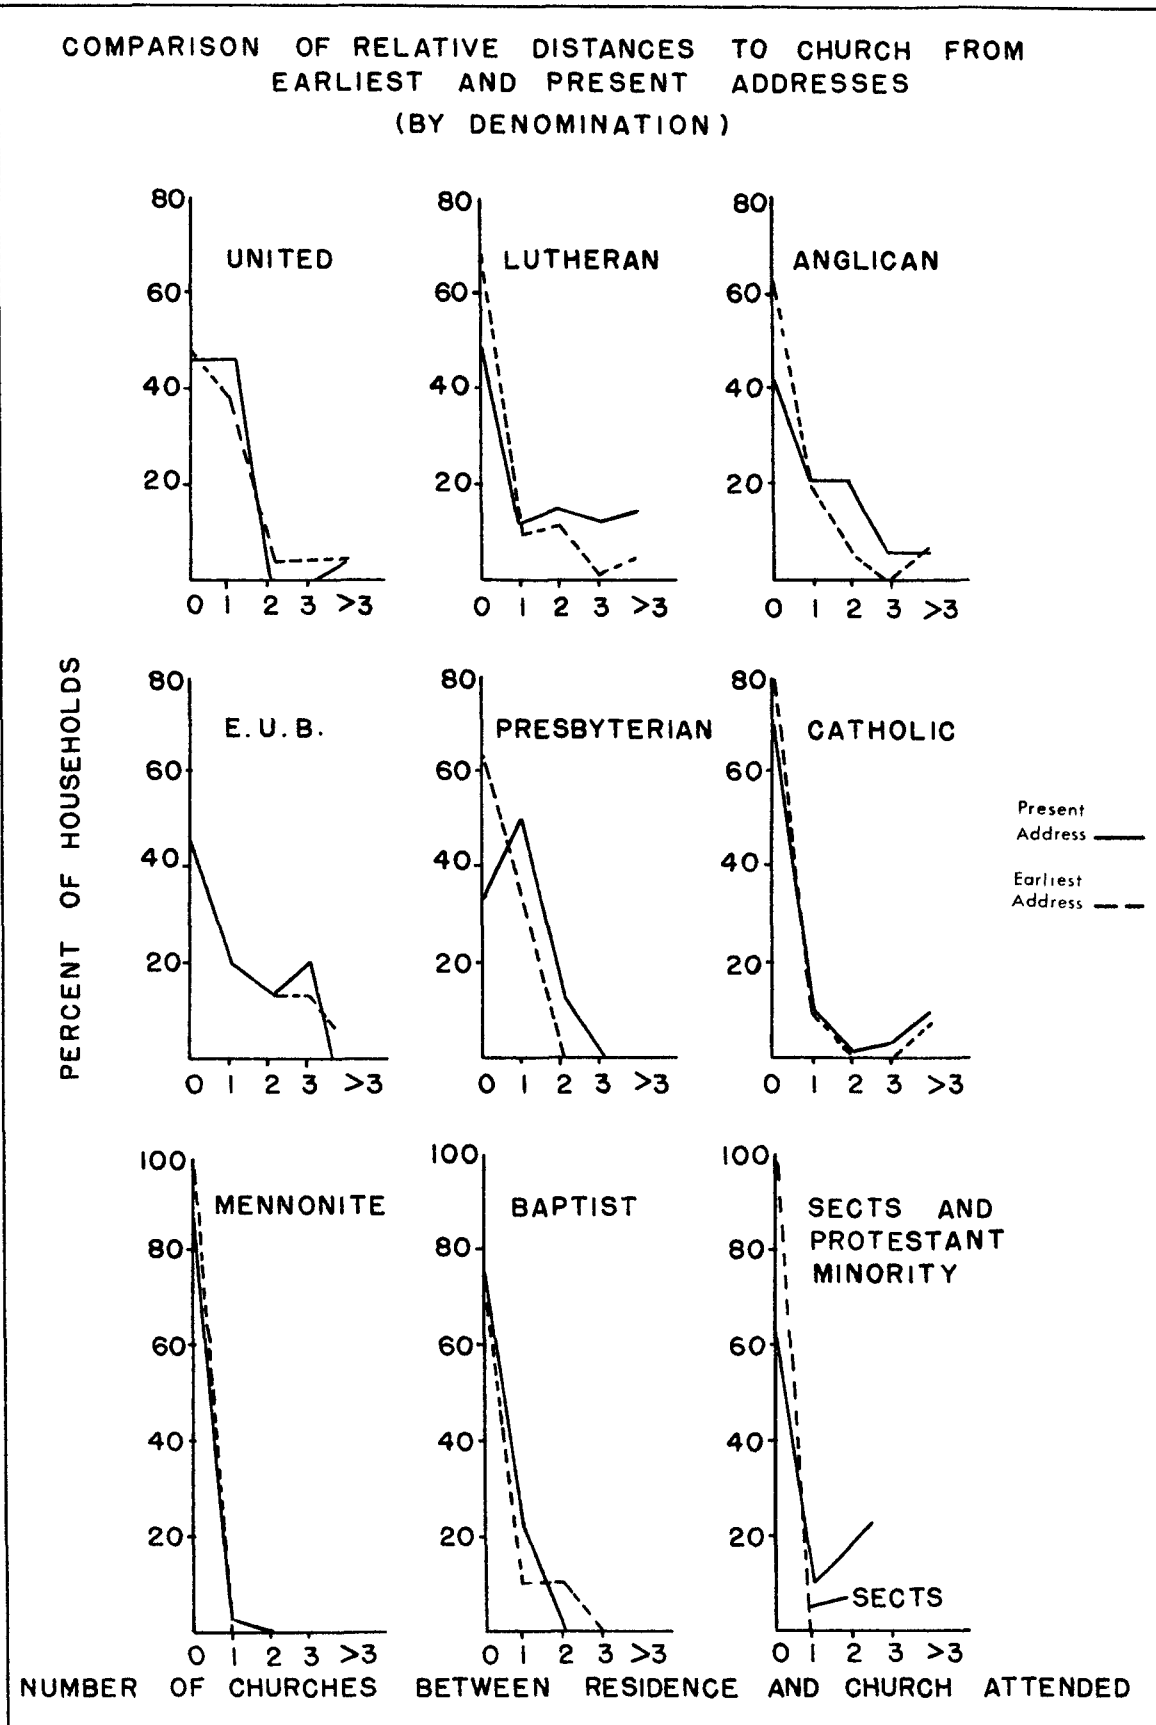 COMPARISON OF RELATIVE DISTANCES TO CHURCH FROM
EARLIEST AND PRESENT ADDRESSES
(BY DENOMINATION)
80
UNITED
60
40
20
0 1 2 3 >3
80
LUTHERAN
60
40
20
0 1 2 3 >3
80
ANGLICAN
60
40
20
0 1 2 3 >3
PERCENT OF HOUSEHOLDS
80
E.U.B.
60
40
20
0 1 2 3 >3
80
PRESBYTERIAN
60
40
20
0 1 2 3 >3
80
CATHOLIC
60
40
20
0 1 2 3 >3
Present
Address
Earliest
Address
100
MENNONITE
80
60
40
20
0 1 2 3 >3
100
BAPTIST
80
60
40
20
0 1 2 3 >3
100
SECTS AND
PROTESTANT
MINORITY
80
60
40
20
SECTS
0 1 2 3 >3
NUMBER OF CHURCHES BETWEEN RESIDENCE AND CHURCH ATTENDED